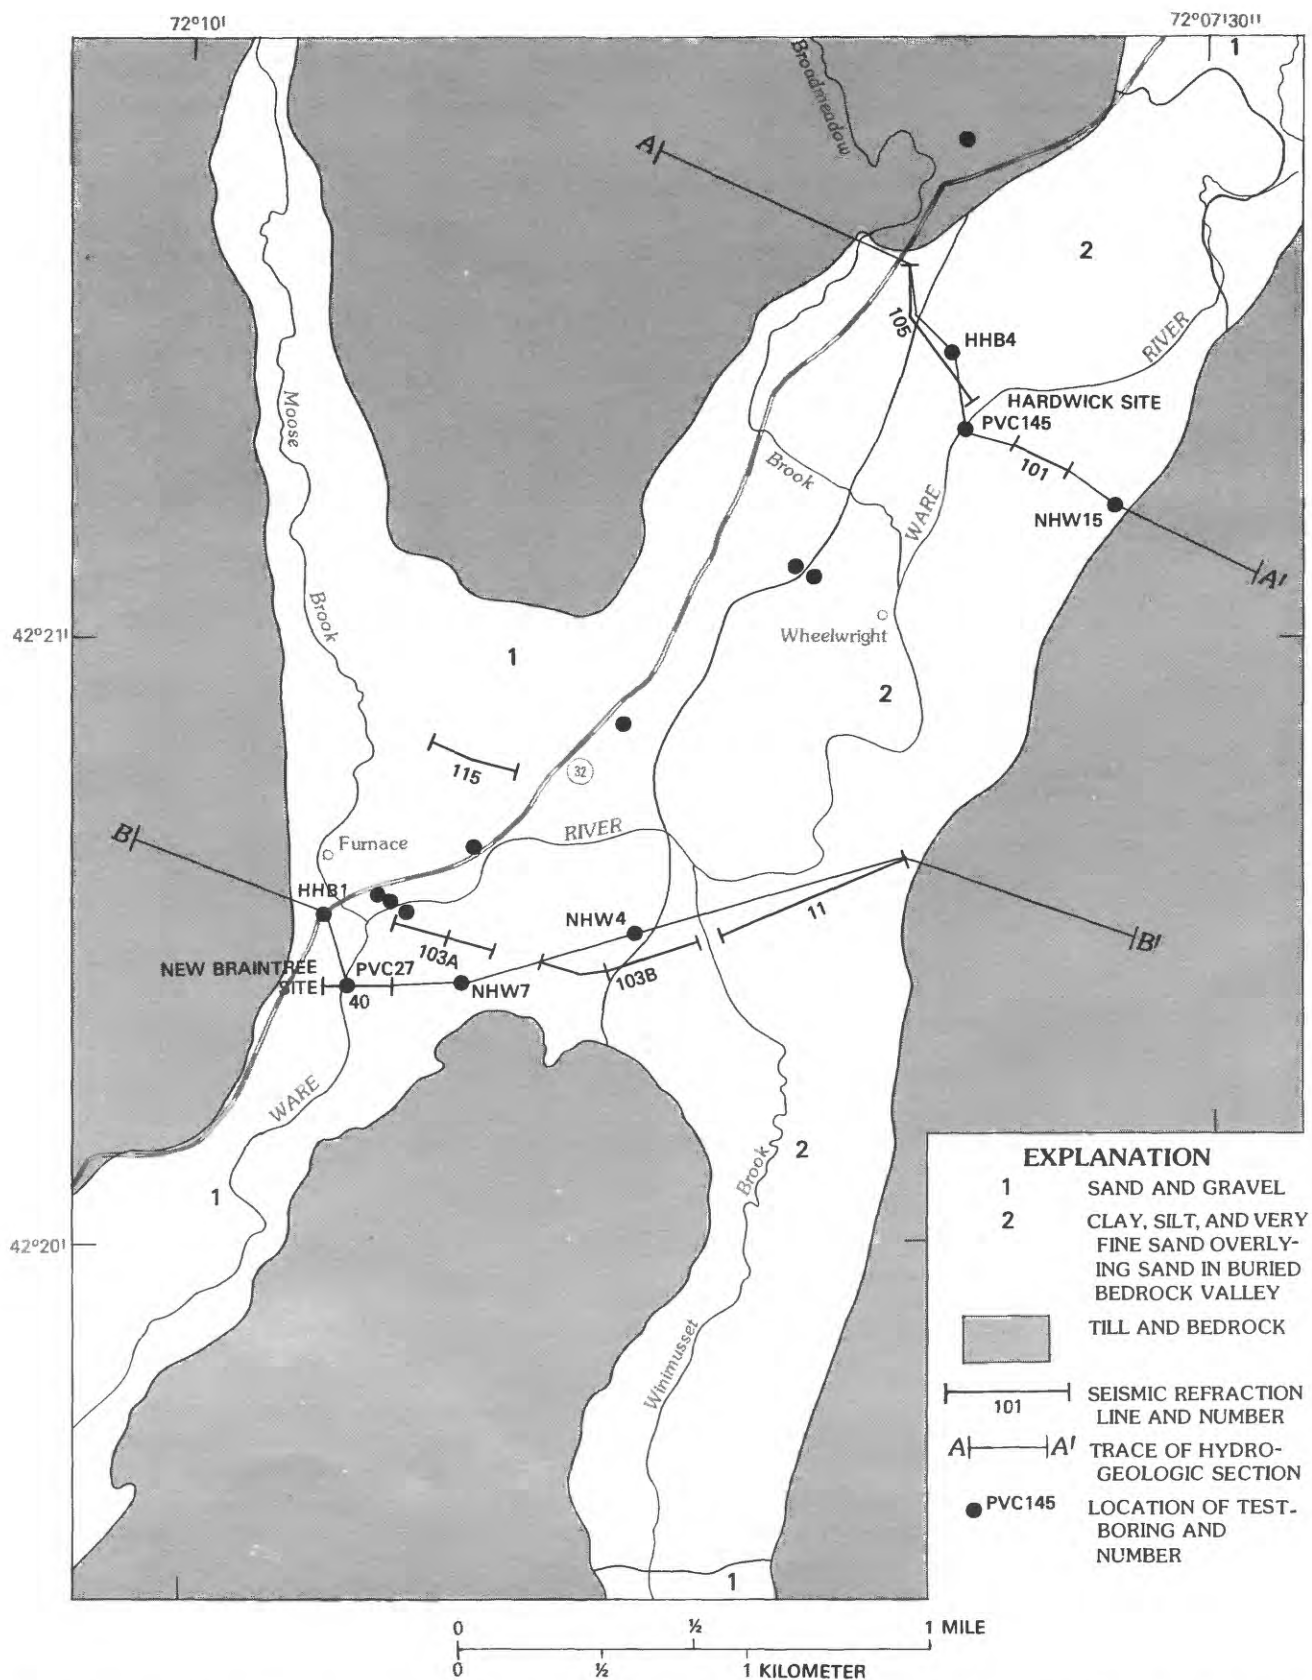 72°10'
72°07'30"
1
Broadmeadow
A
2
105
HHB4
RIVER
HARDWICK SITE
PVC145
Moose
Brook
101
WARE
NHW15
A'
Brook
42°21'
Wheelwright
1
2
115
32
B
RIVER
Furnace
HHB1
NHW4
11
B'
103A
NEW BRAINTREE
SITE
PVC27
40
NHW7
103B
WARE
2
Brook
1
42°20'
Winimusset
1
EXPLANATION
1 SAND AND GRAVEL
2 CLAY, SILT, AND VERY
FINE SAND OVERLY-
ING SAND IN BURIED
BEDROCK VALLEY
TILL AND BEDROCK
101 SEISMIC REFRACTION
LINE AND NUMBER
A A' TRACE OF HYDRO-
GEOLOGIC SECTION
PVC145 LOCATION OF TEST-
BORING AND
NUMBER
0 ½ 1 MILE
0 ½ 1 KILOMETER